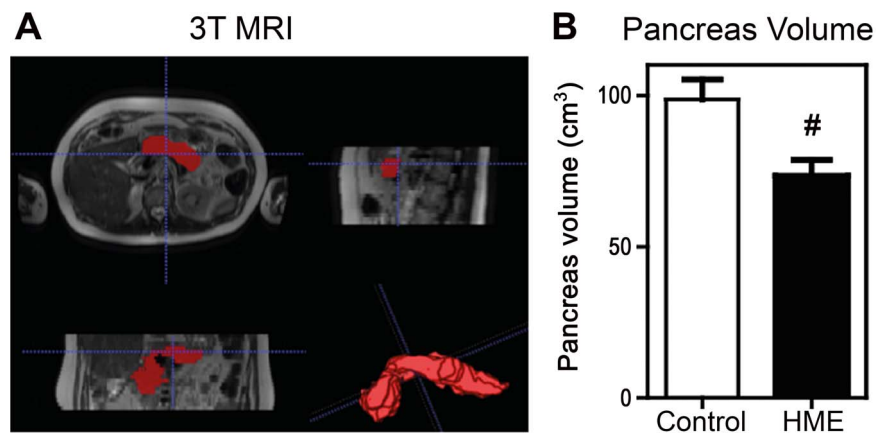 A
3T MRI
B
Pancreas Volume
Pancreas volume (cm³)
100
50
0
#
Control
HME